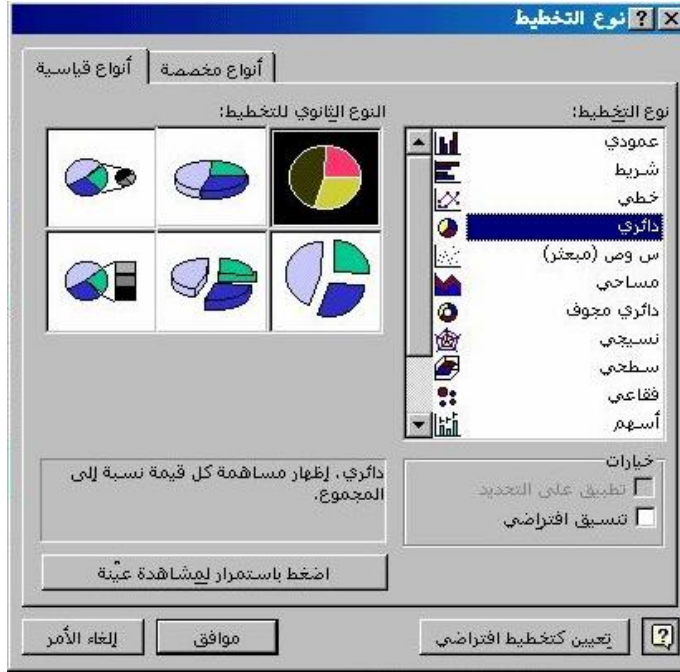 نوع التخطيط
أنواع قياسية
أنواع مخصصة
نوع التخطيط:
عمودي
شريط
خطي
دائري
س وص (مبعثر)
مساحي
دائري مجوف
نسيجي
سطحي
فقاعي
أسهم
النوع الثانوي للتخطيط:
خيارات
تطبيق على التحديد
تنسيق افتراضي
دائري، إظهار مساهمة كل قيمة نسبة إلى
المجموع.
اضغط باستمرار لمشاهدة عيّنة
تعيين كتخطيط افتراضي
موافق
إلغاء الأمر